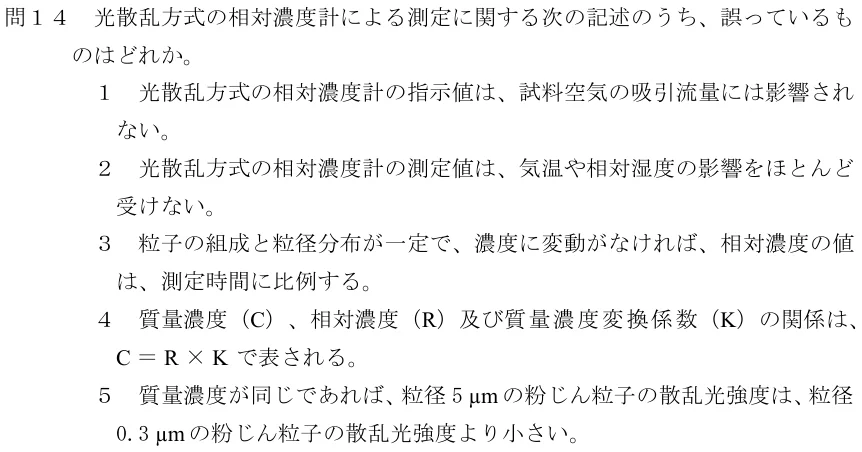 問１４　光散乱方式の相対濃度計による測定に関する次の記述のうち、誤っているも
のはどれか。
１　光散乱方式の相対濃度計の指示値は、試料空気の吸引流量には影響され
ない。
２　光散乱方式の相対濃度計の測定値は、気温や相対湿度の影響をほとんど
受けない。
３　粒子の組成と粒径分布が一定で、濃度に変動がなければ、相対濃度の値
は、測定時間に比例する。
４　質量濃度（C）、相対濃度（R）及び質量濃度変換係数（K）の関係は、
C = R × K で表される。
５　質量濃度が同じであれば、粒径 5 μm の粉じん粒子の散乱光強度は、粒径
0.3 μm の粉じん粒子の散乱光強度より小さい。